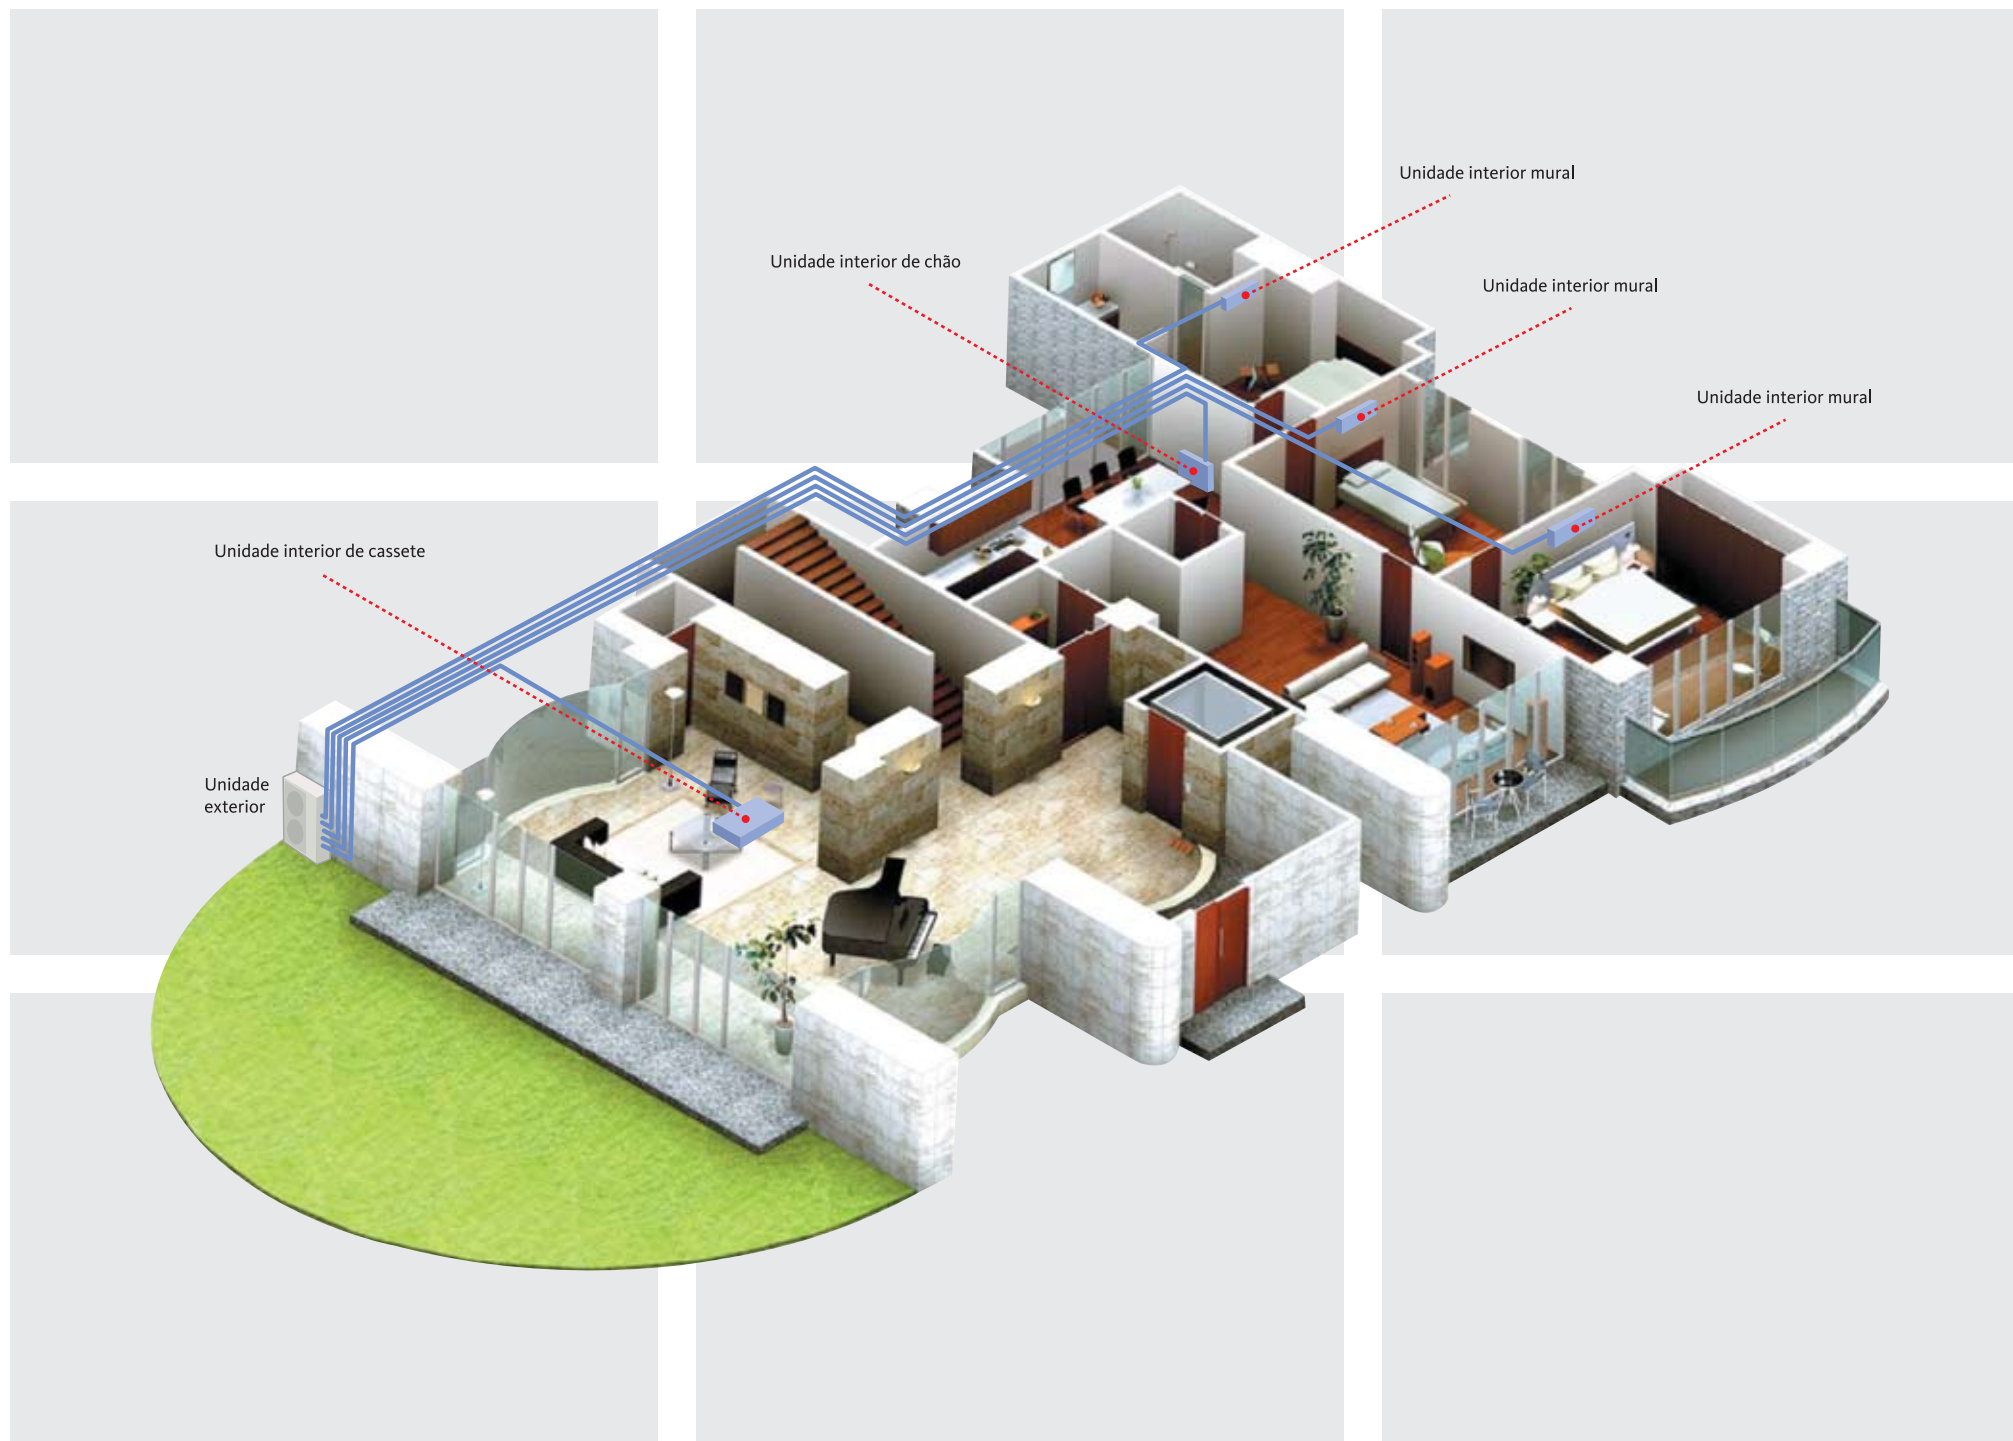 Unidade interior mural
Unidade interior de chão
Unidade interior mural
Unidade interior mural
Unidade interior de cassete
Unidade
exterior